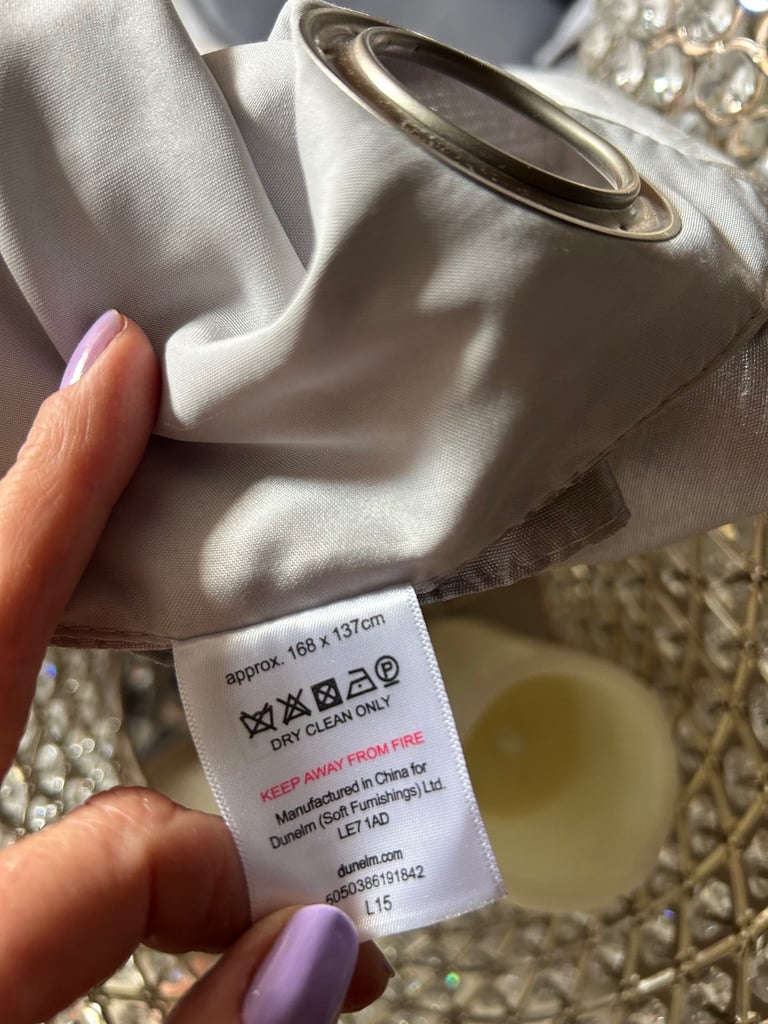 approx. 168 x 137cm
P
DRY CLEAN ONLY
KEEP AWAY FROM FIRE
Manufactured in China for
Dunelm (Soft Furnishings) Ltd.
LE7 1AD
dunelm.com
5050386191842
L15